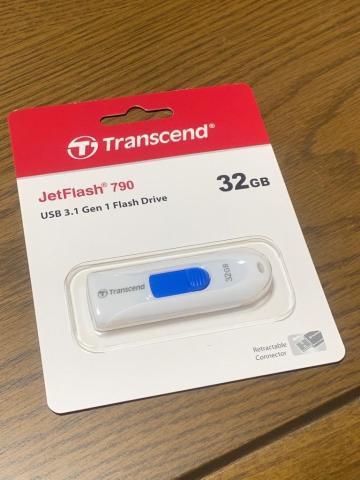 Transcend®
JetFlash® 790
32GB
USB 3.1 Gen 1 Flash Drive
Transcend
32GB
Retractable
Connector